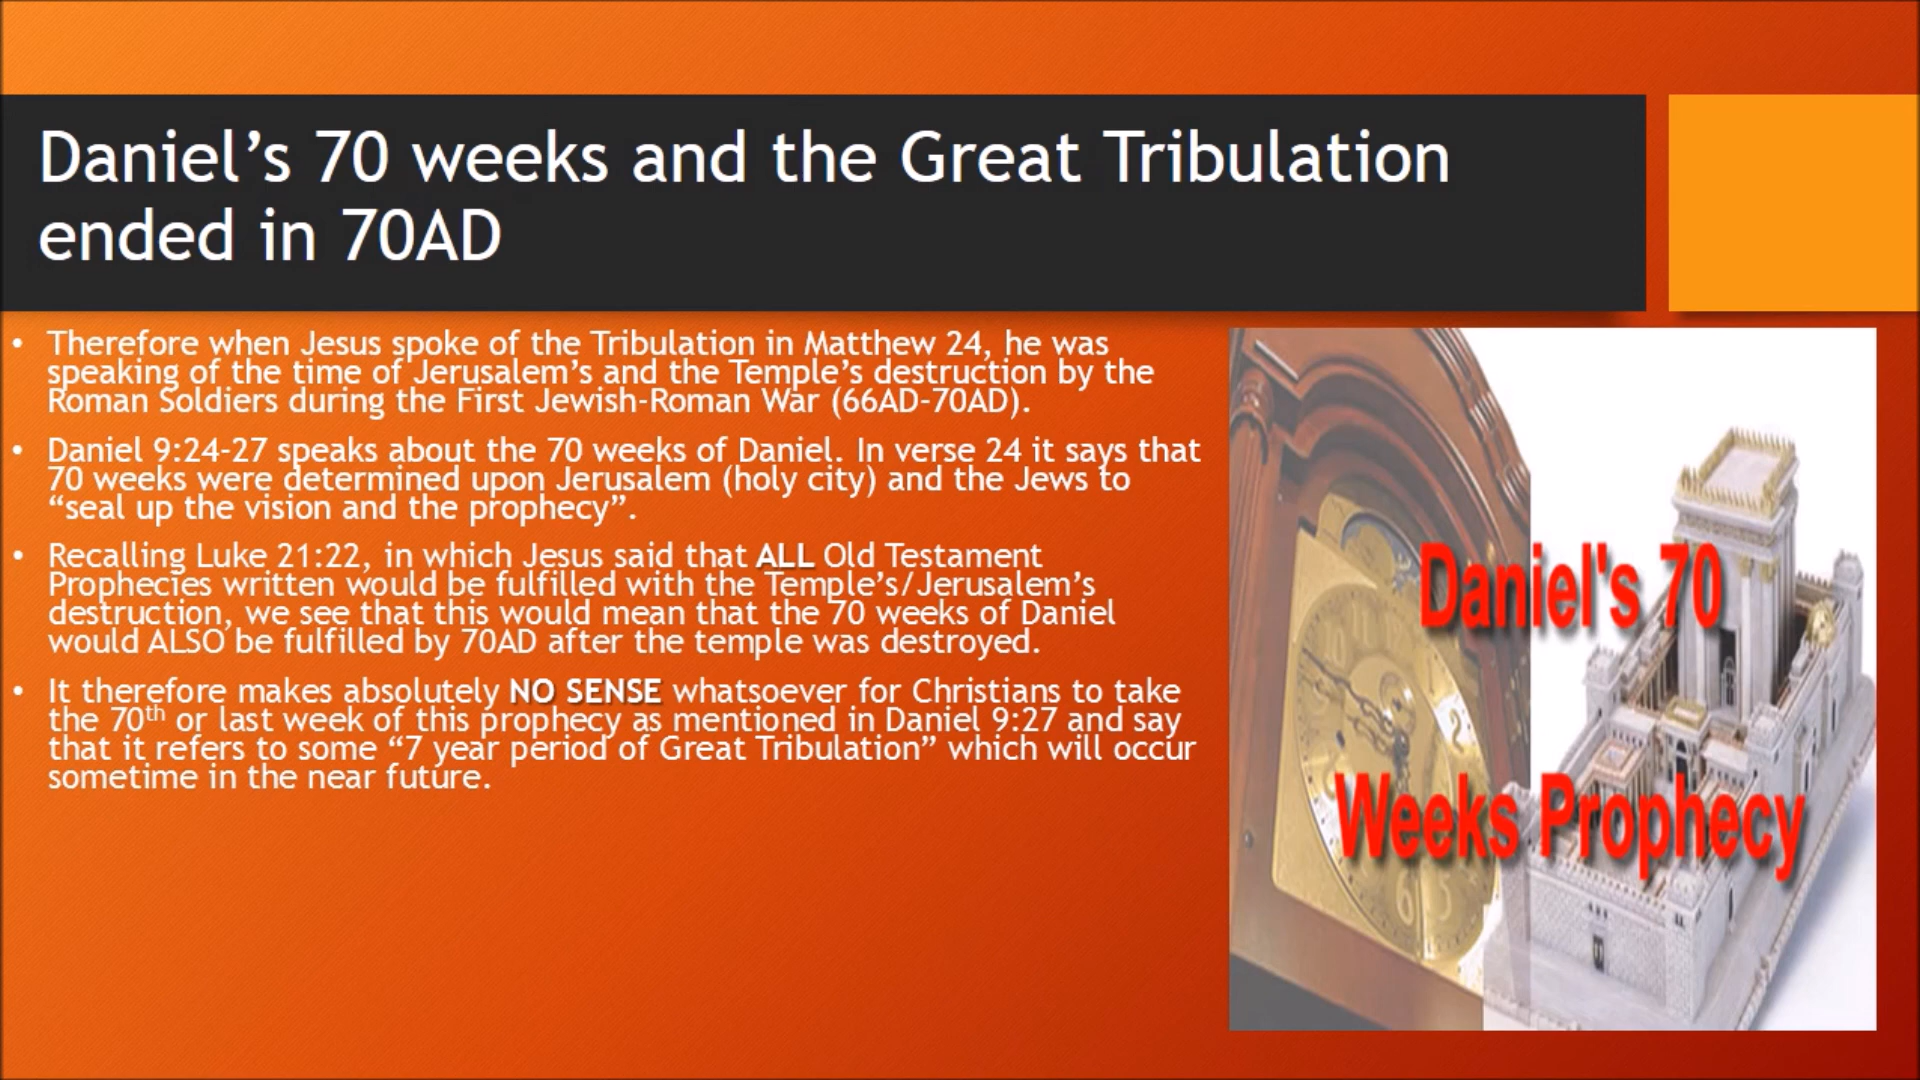 Daniel’s 70 weeks and the Great Tribulation
ended in 70AD
• Therefore when Jesus spoke of the Tribulation in Matthew 24, he was
speaking of the time of Jerusalem’s and the Temple’s destruction by the
Roman Soldiers during the First Jewish-Roman War (66AD-70AD).
• Daniel 9:24-27 speaks about the 70 weeks of Daniel. In verse 24 it says that
70 weeks were determined upon Jerusalem (holy city) and the Jews to
“seal up the vision and the prophecy”.
• Recalling Luke 21:22, in which Jesus said that ALL Old Testament
Prophecies written would be fulfilled with the Temple’s/Jerusalem’s
destruction, we see that this would mean that the 70 weeks of Daniel
would ALSO be fulfilled by 70AD after the temple was destroyed.
• It therefore makes absolutely NO SENSE whatsoever for Christians to take
the 70th or last week of this prophecy as mentioned in Daniel 9:27 and say
that it refers to some “7 year period of Great Tribulation” which will occur
sometime in the near future.
Daniel's 70
Weeks Prophecy